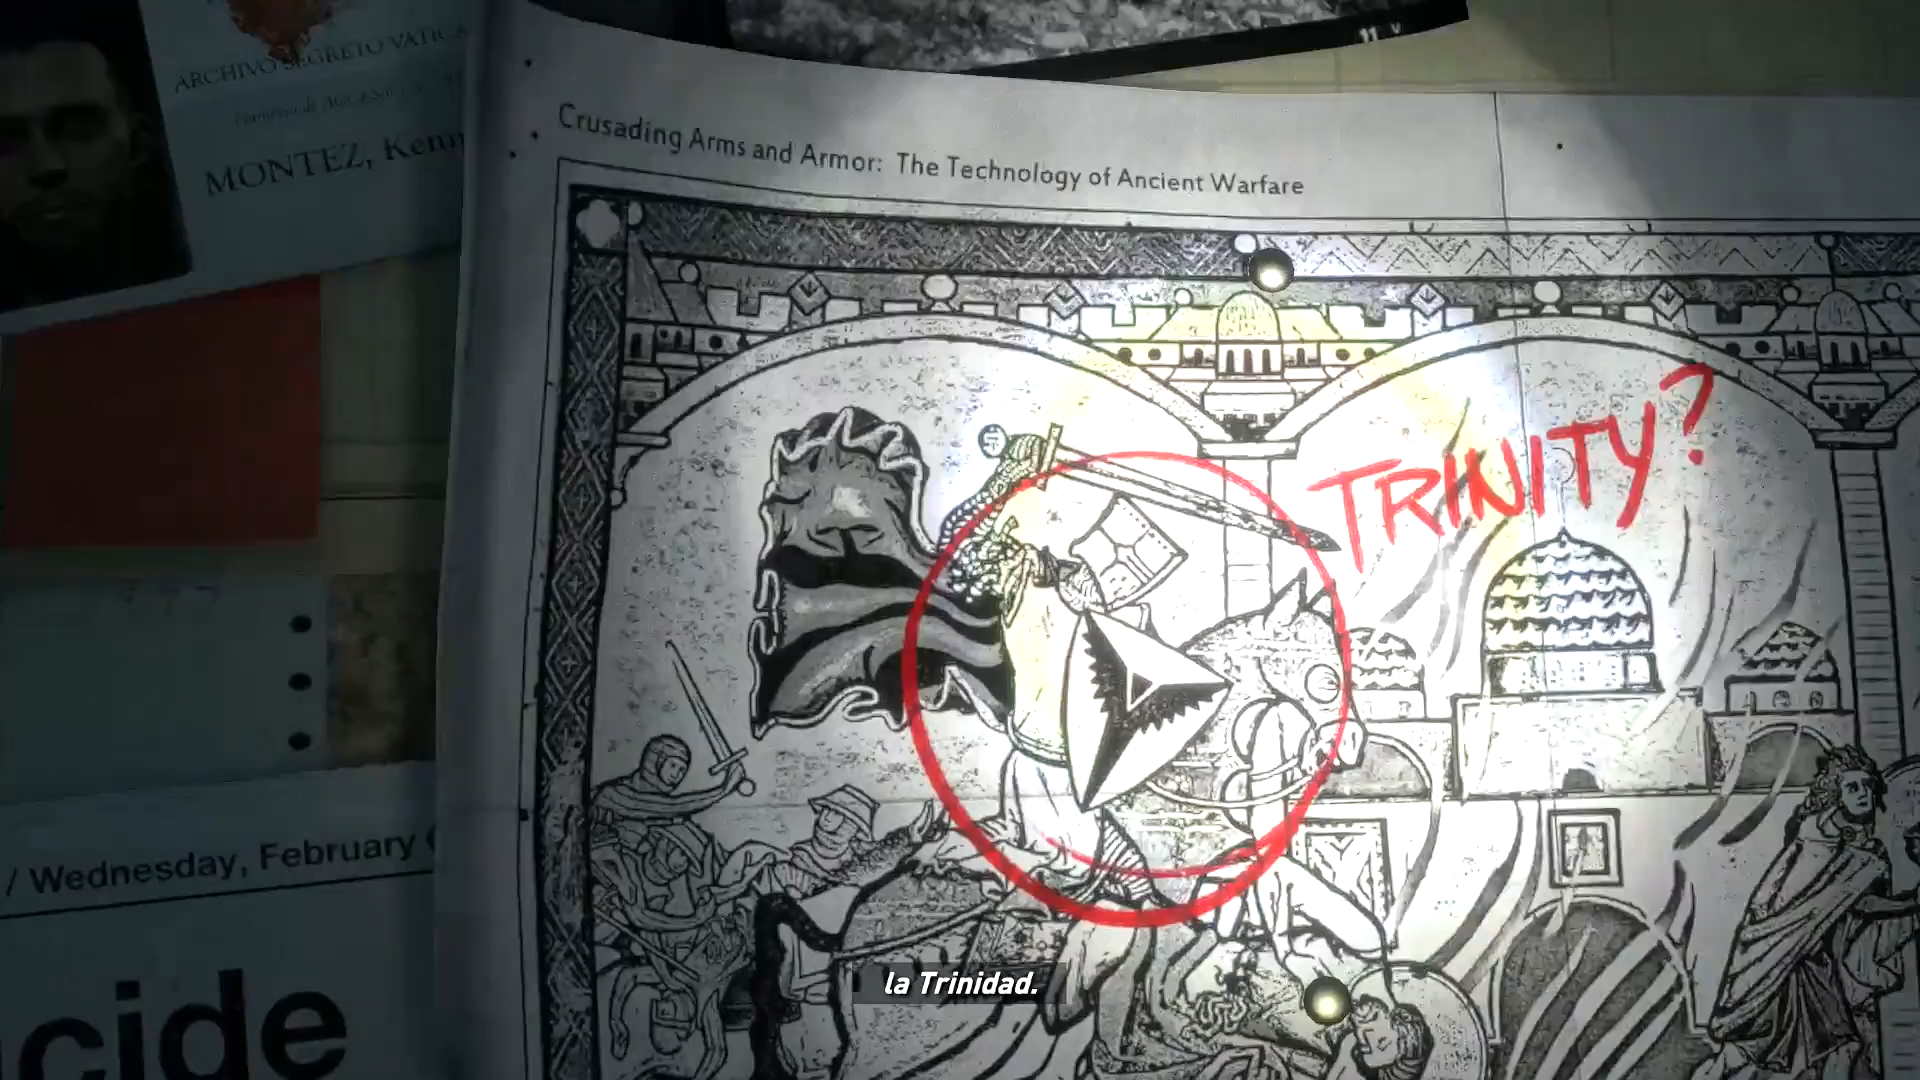 ARCHIVO SEGRETO VATICA
MONTEZ, Kenn
Crusading Arms and Armor: The Technology of Ancient Warfare
TRINITY?
/ Wednesday, February
cide
la Trinidad.